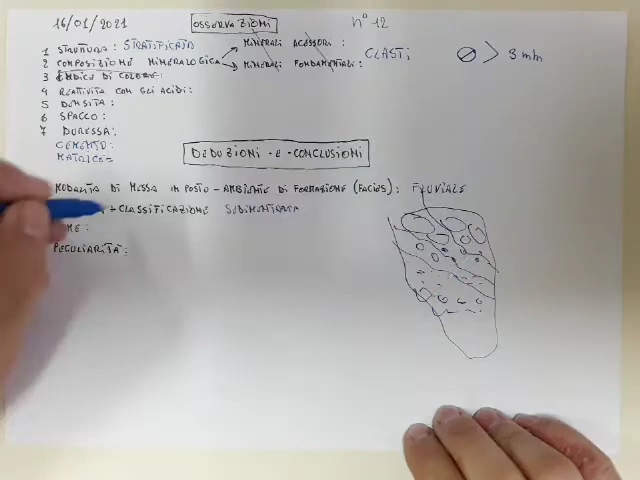 16/01/2021 OSSERVAZIONI n° 12
1 STRUTTURA : STRATIFICATA
MINERALI ACESSORI :
2 COMPOSIZIONE MINERALOGICA MINERALI FONDAMENTALI : CLASTI > 3 mm
3 INDICE DI COLORE :
4 REATTIVITÀ CON GLI ACIDI :
5 DENSITÀ :
6 SPACCO :
7 DURESSA :
CEMENTO :
MATRICE =
DEDUZIONI - E - CONCLUSIONI
MODALITÀ DI MESSA IN POSTO - AMBIENTE DI FORMAZIONE (FACIES) : FLUVIALE
+ CLASSIFICAZIONE SEDIMENTARIA
PECULIARITÀ :